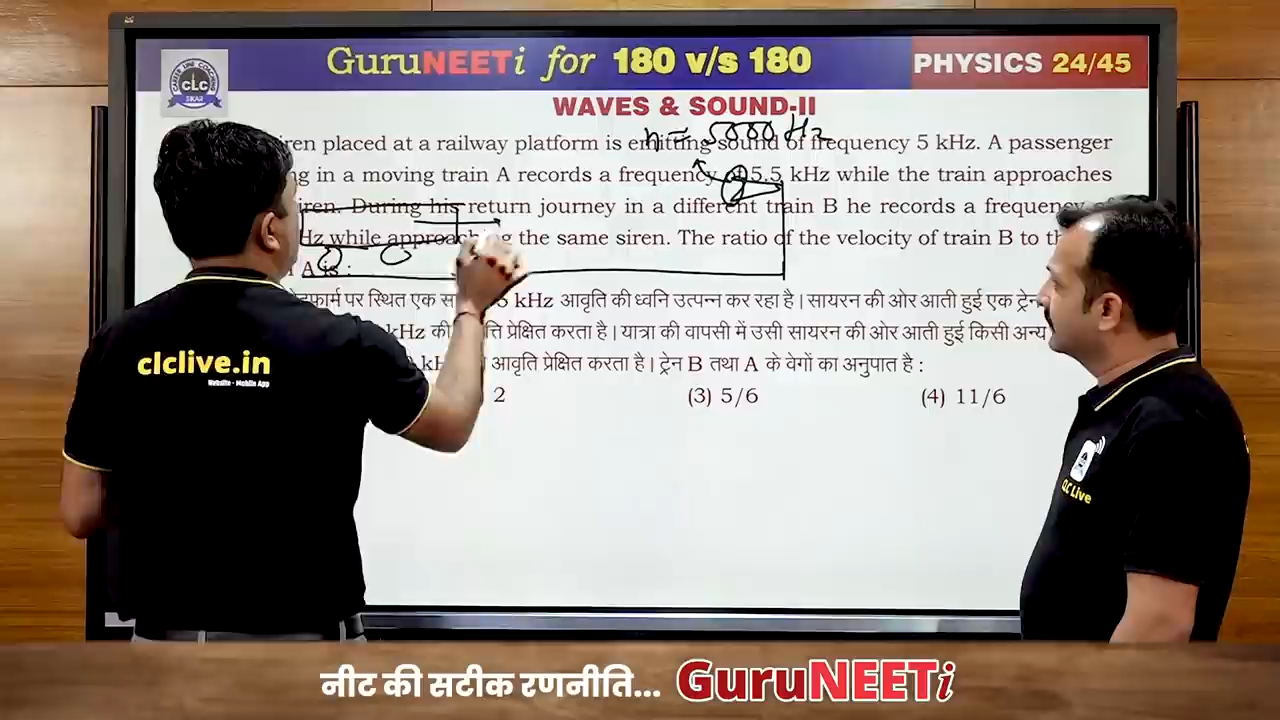 GuruNEETi for 180 v/s 180
PHYSICS 24/45
CLC
SIKAR
WAVES & SOUND-II
n = 5000 Hz
placed at a railway platform is emitting sound of frequency 5 kHz. A passenger
in a moving train A records a frequency 5.5 kHz while the train approaches
During his return journey in a different train B he records a frequency
Hz while approaching the same siren. The ratio of the velocity of train B to
A is :
पर स्थित एक kHz आवृति की ध्वनि उत्पन्न कर रहा है। सायरन की ओर आती हुई एक ट्रेन
kHz की प्रेक्षित करता है। यात्रा की वापसी में उसी सायरन की ओर आती हुई किसी अन्य
आवृति प्रेक्षित करता है। ट्रेन B तथा A के वेगों का अनुपात है :
2 (3) 5/6 (4) 11/6
clclive.in
Website - Mobile App
CLC Live
नीट की सटीक रणनीति... GuruNEETi